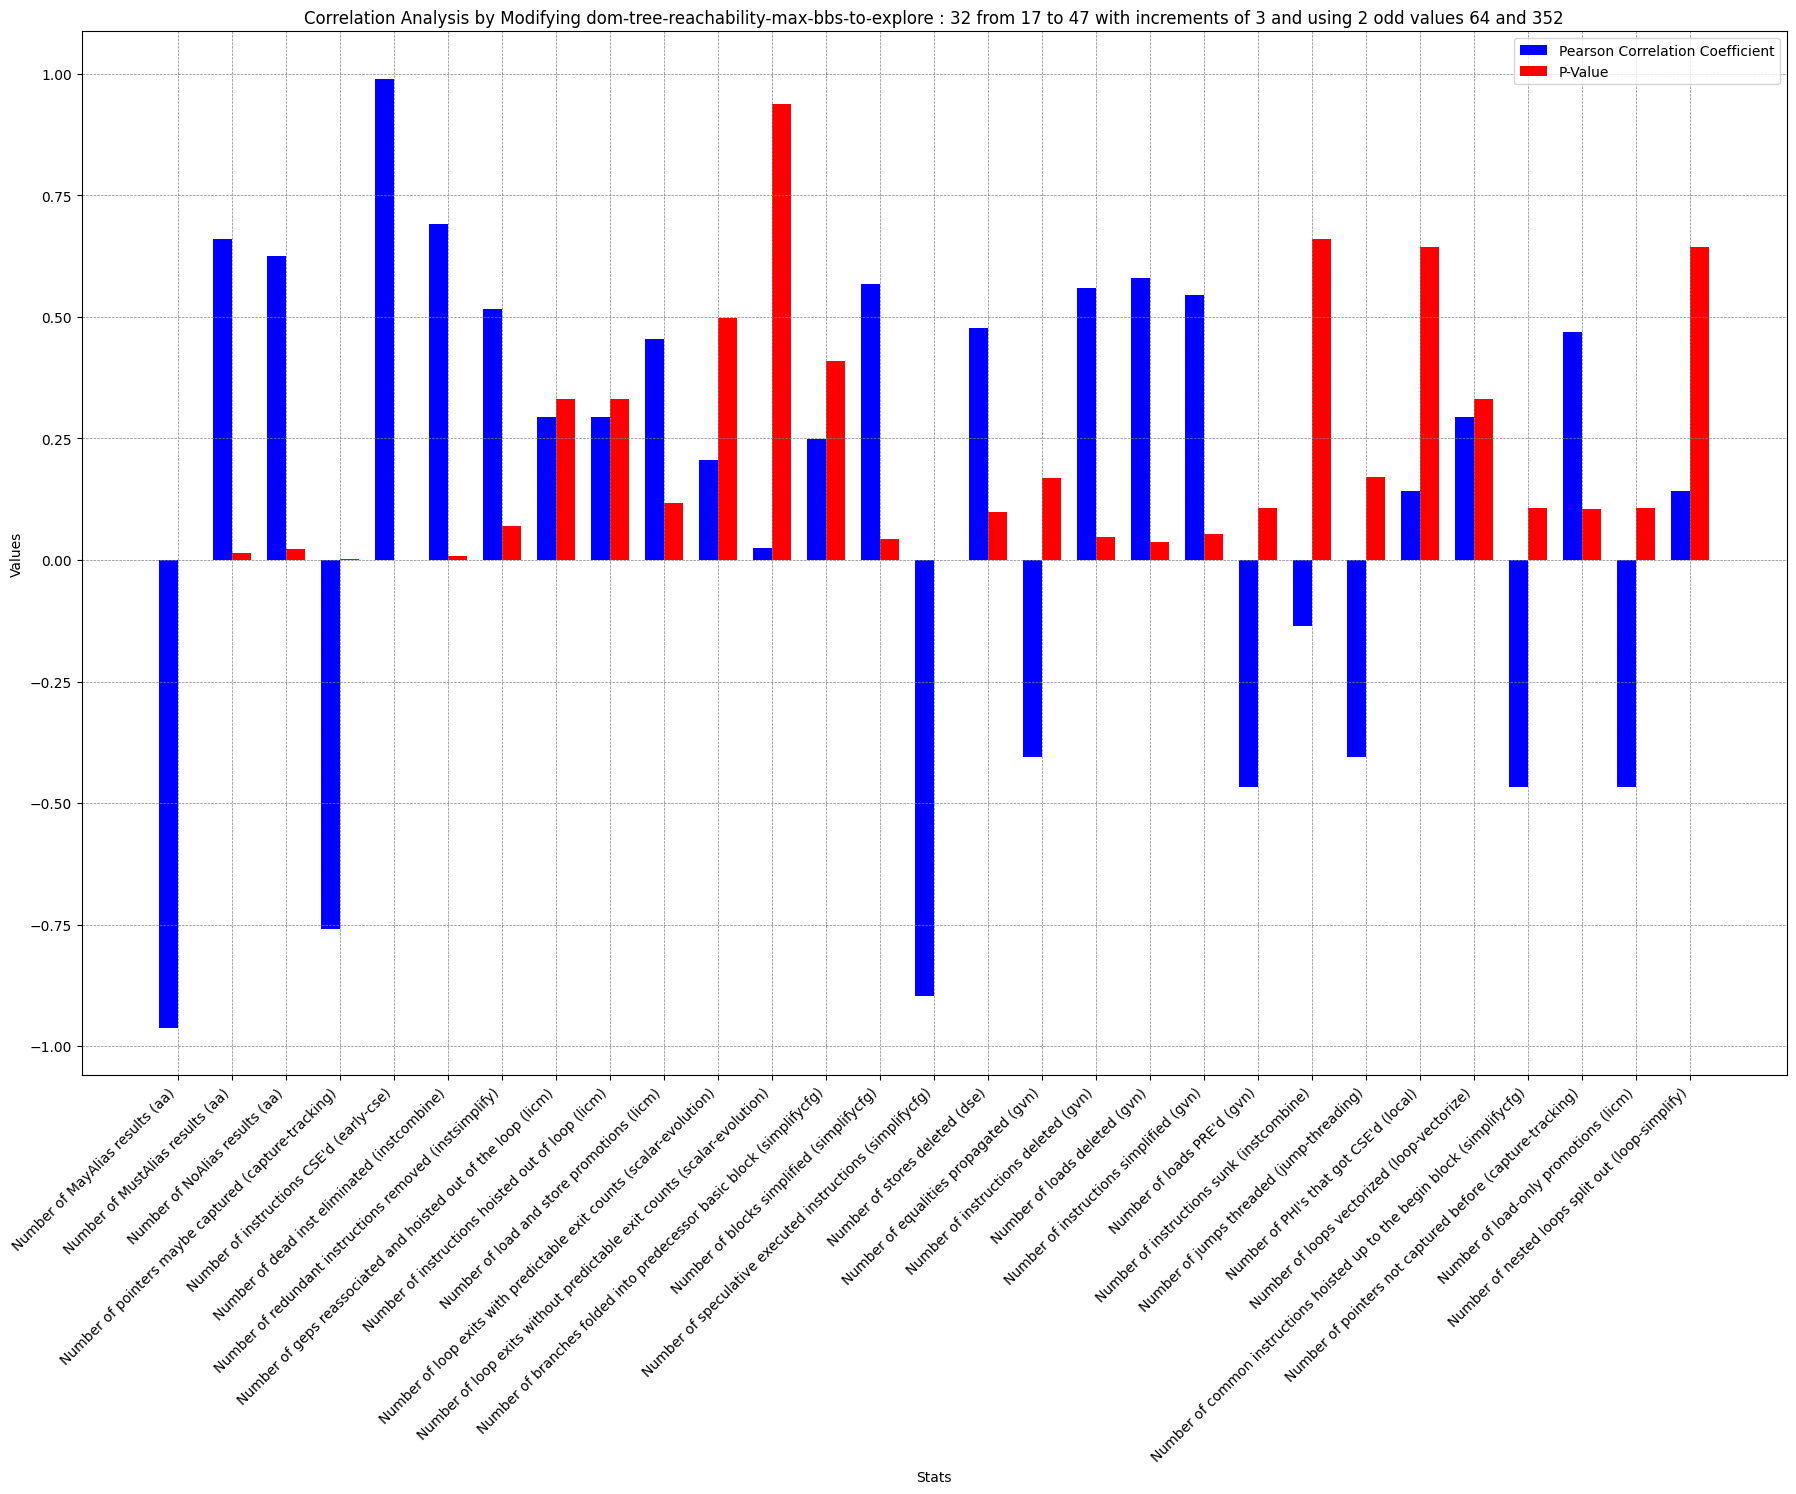 Correlation Analysis by Modifying dom-tree-reachability-max-bbs-to-explore : 32 from 17 to 47 with increments of 3 and using 2 odd values 64 and 352
Pearson Correlation Coefficient
P-Value
1.00
0.75
0.50
0.25
0.00
−0.25
−0.50
−0.75
−1.00
Values
Number of MayAlias results (aa)
Number of MustAlias results (aa)
Number of NoAlias results (aa)
Number of pointers maybe captured (capture-tracking)
Number of instructions CSE'd (early-cse)
Number of dead inst eliminated (instcombine)
Number of redundant instructions removed (instsimplify)
Number of geps reassociated and hoisted out of the loop (licm)
Number of instructions hoisted out of loop (licm)
Number of load and store promotions (licm)
Number of loop exits with predictable exit counts (scalar-evolution)
Number of loop exits without predictable exit counts (scalar-evolution)
Number of branches folded into predecessor basic block (simplifycfg)
Number of blocks simplified (simplifycfg)
Number of speculative executed instructions (simplifycfg)
Number of stores deleted (dse)
Number of equalities propagated (gvn)
Number of instructions deleted (gvn)
Number of loads deleted (gvn)
Number of instructions simplified (gvn)
Number of loads PRE'd (gvn)
Number of instructions sunk (instcombine)
Number of jumps threaded (jump-threading)
Number of PHI's that got CSE'd (local)
Number of loops vectorized (loop-vectorize)
Number of common instructions hoisted up to the begin block (simplifycfg)
Number of pointers not captured before (capture-tracking)
Number of load-only promotions (licm)
Number of nested loops split out (loop-simplify)
Stats